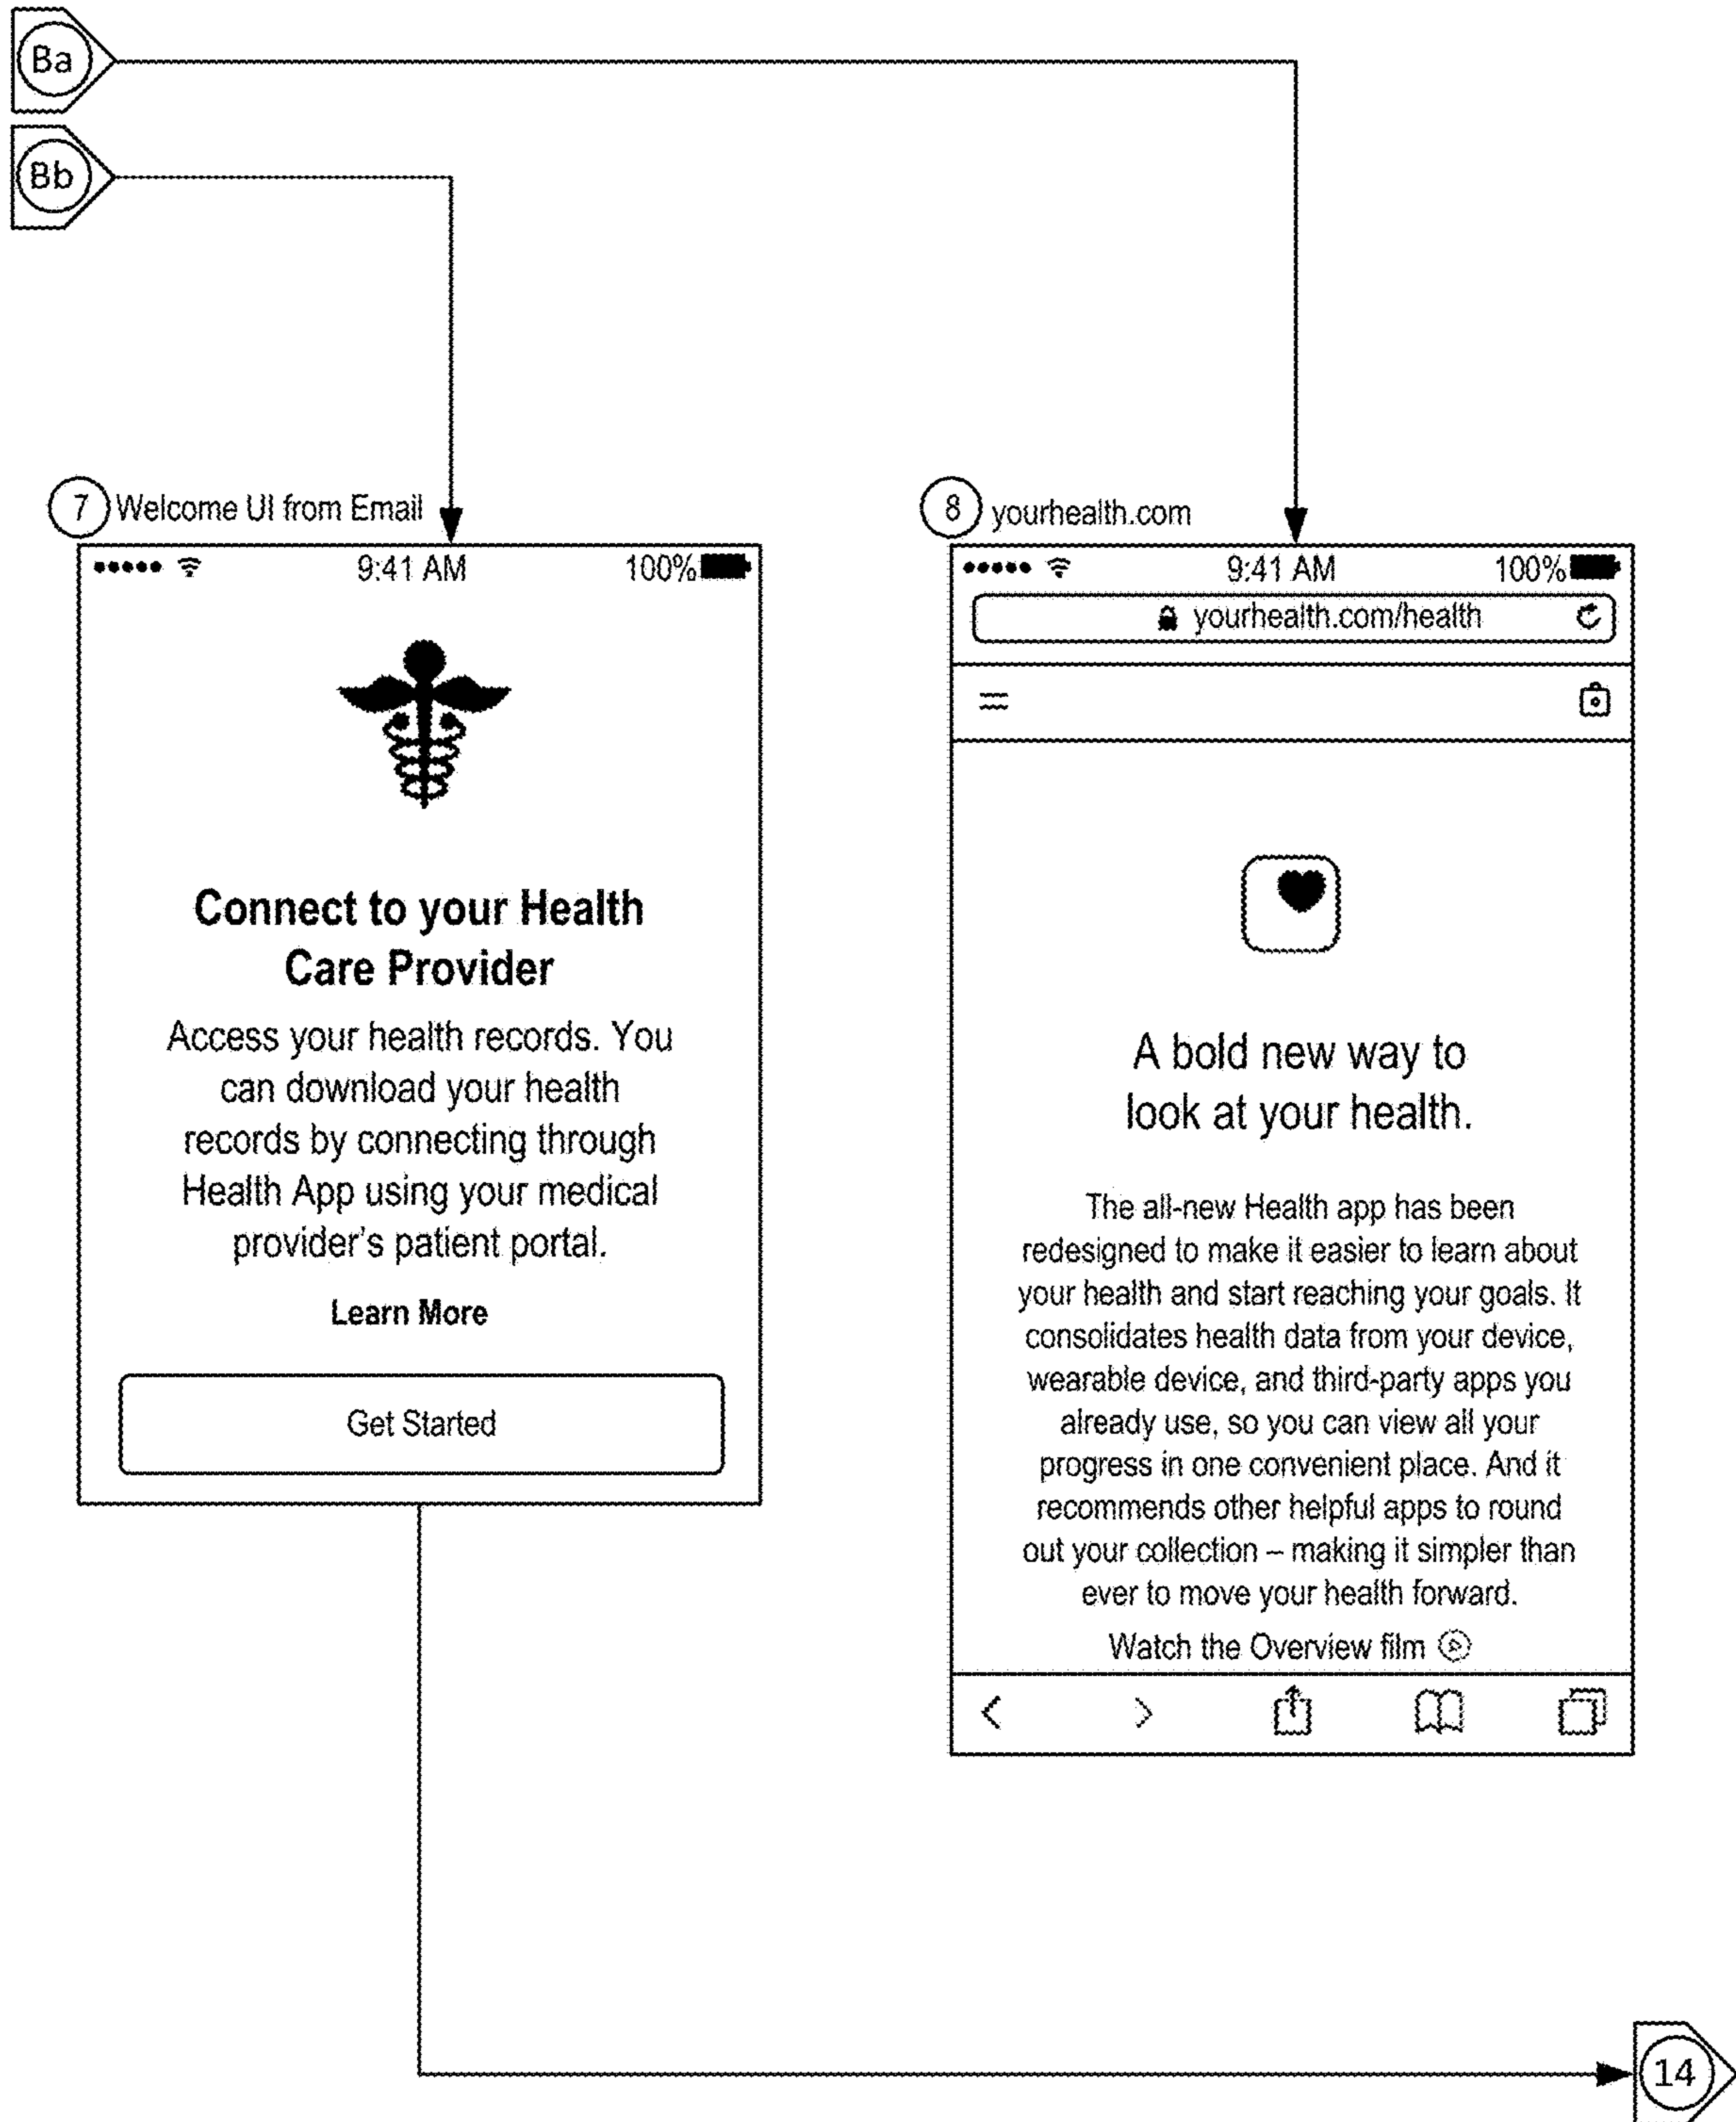 Ba
Bb
7 Welcome UI from Email
9:41 AM 100%
Connect to your Health
Care Provider
Access your health records. You
can download your health
records by connecting through
Health App using your medical
provider's patient portal.
Learn More
Get Started
8 yourhealth.com
9:41 AM 100%
yourhealth.com/health
A bold new way to
look at your health.
The all-new Health app has been
redesigned to make it easier to learn about
your health and start reaching your goals. It
consolidates health data from your device,
wearable device, and third-party apps you
already use, so you can view all your
progress in one convenient place. And it
recommends other helpful apps to round
out your collection – making it simpler than
ever to move your health forward.
Watch the Overview film
14